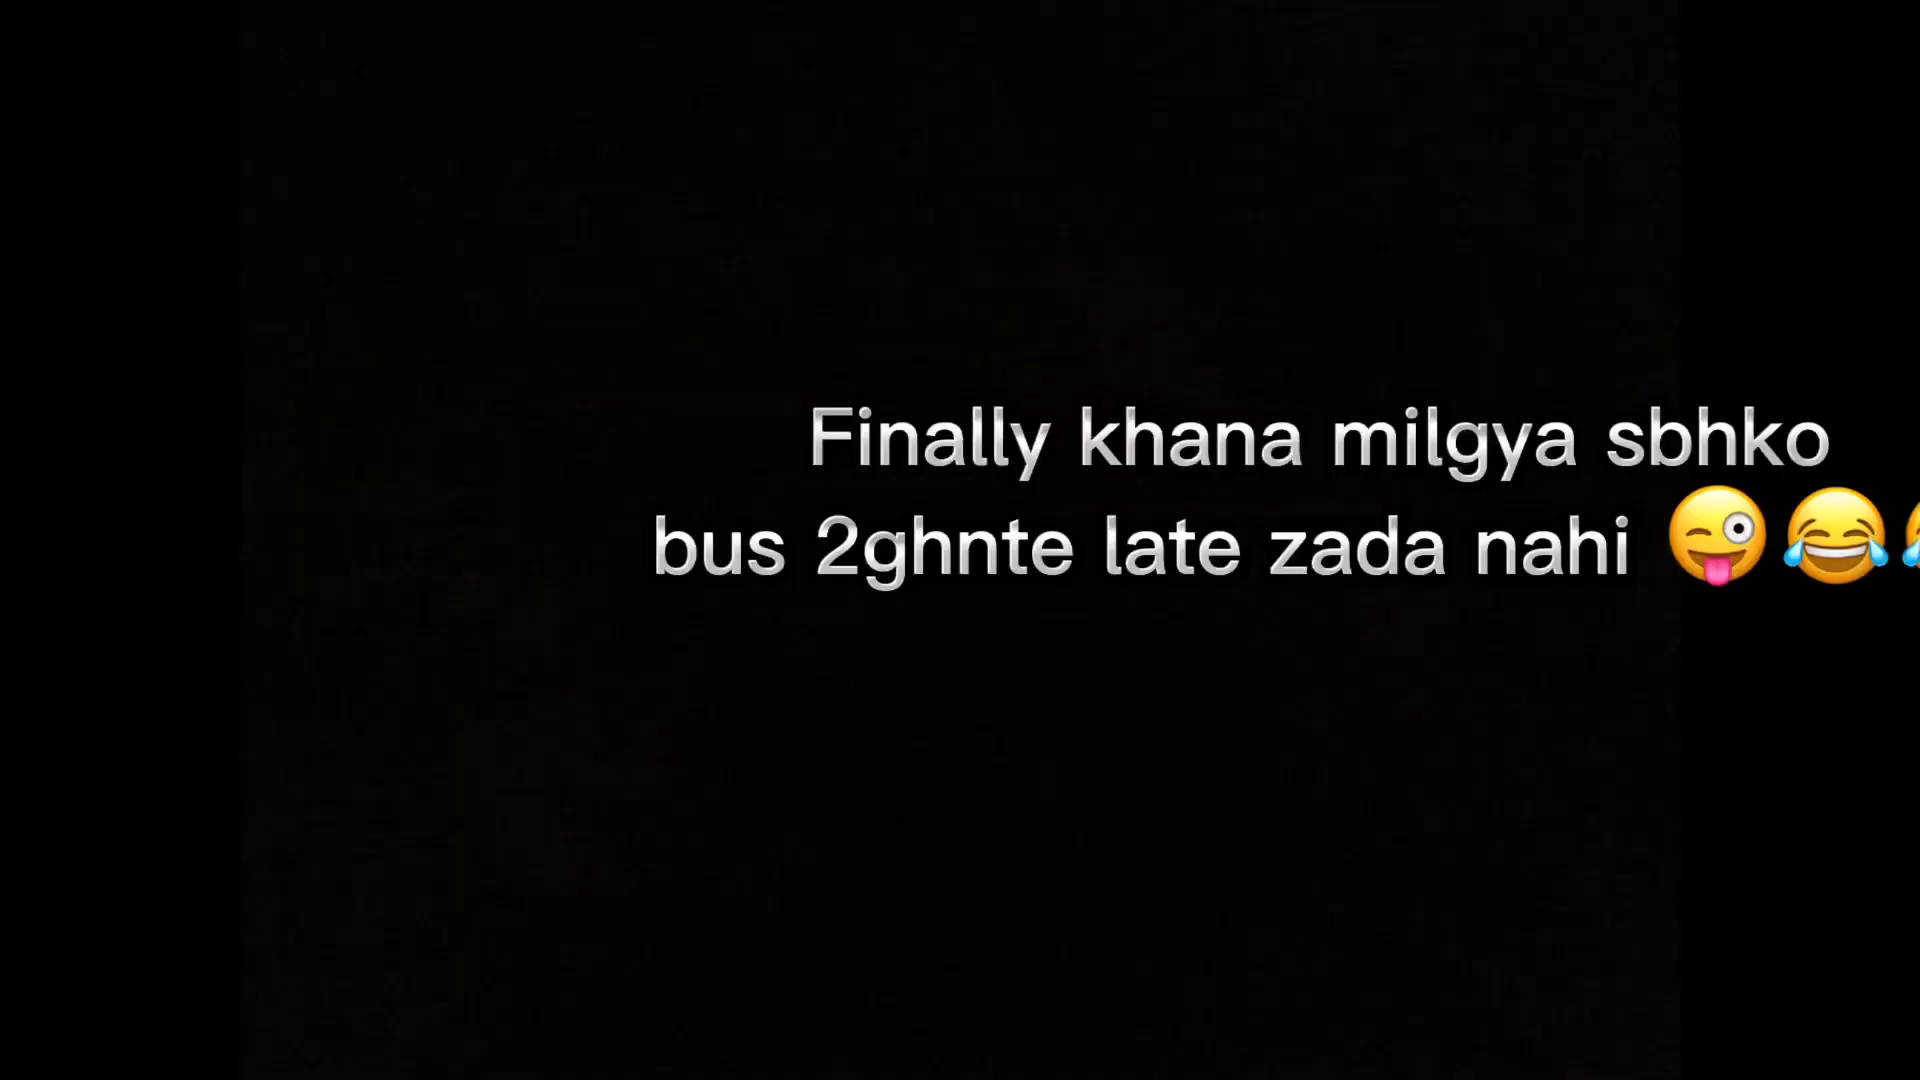 Finally khana milgya sbhko
bus 2ghnte late zada nahi 😜😂😂